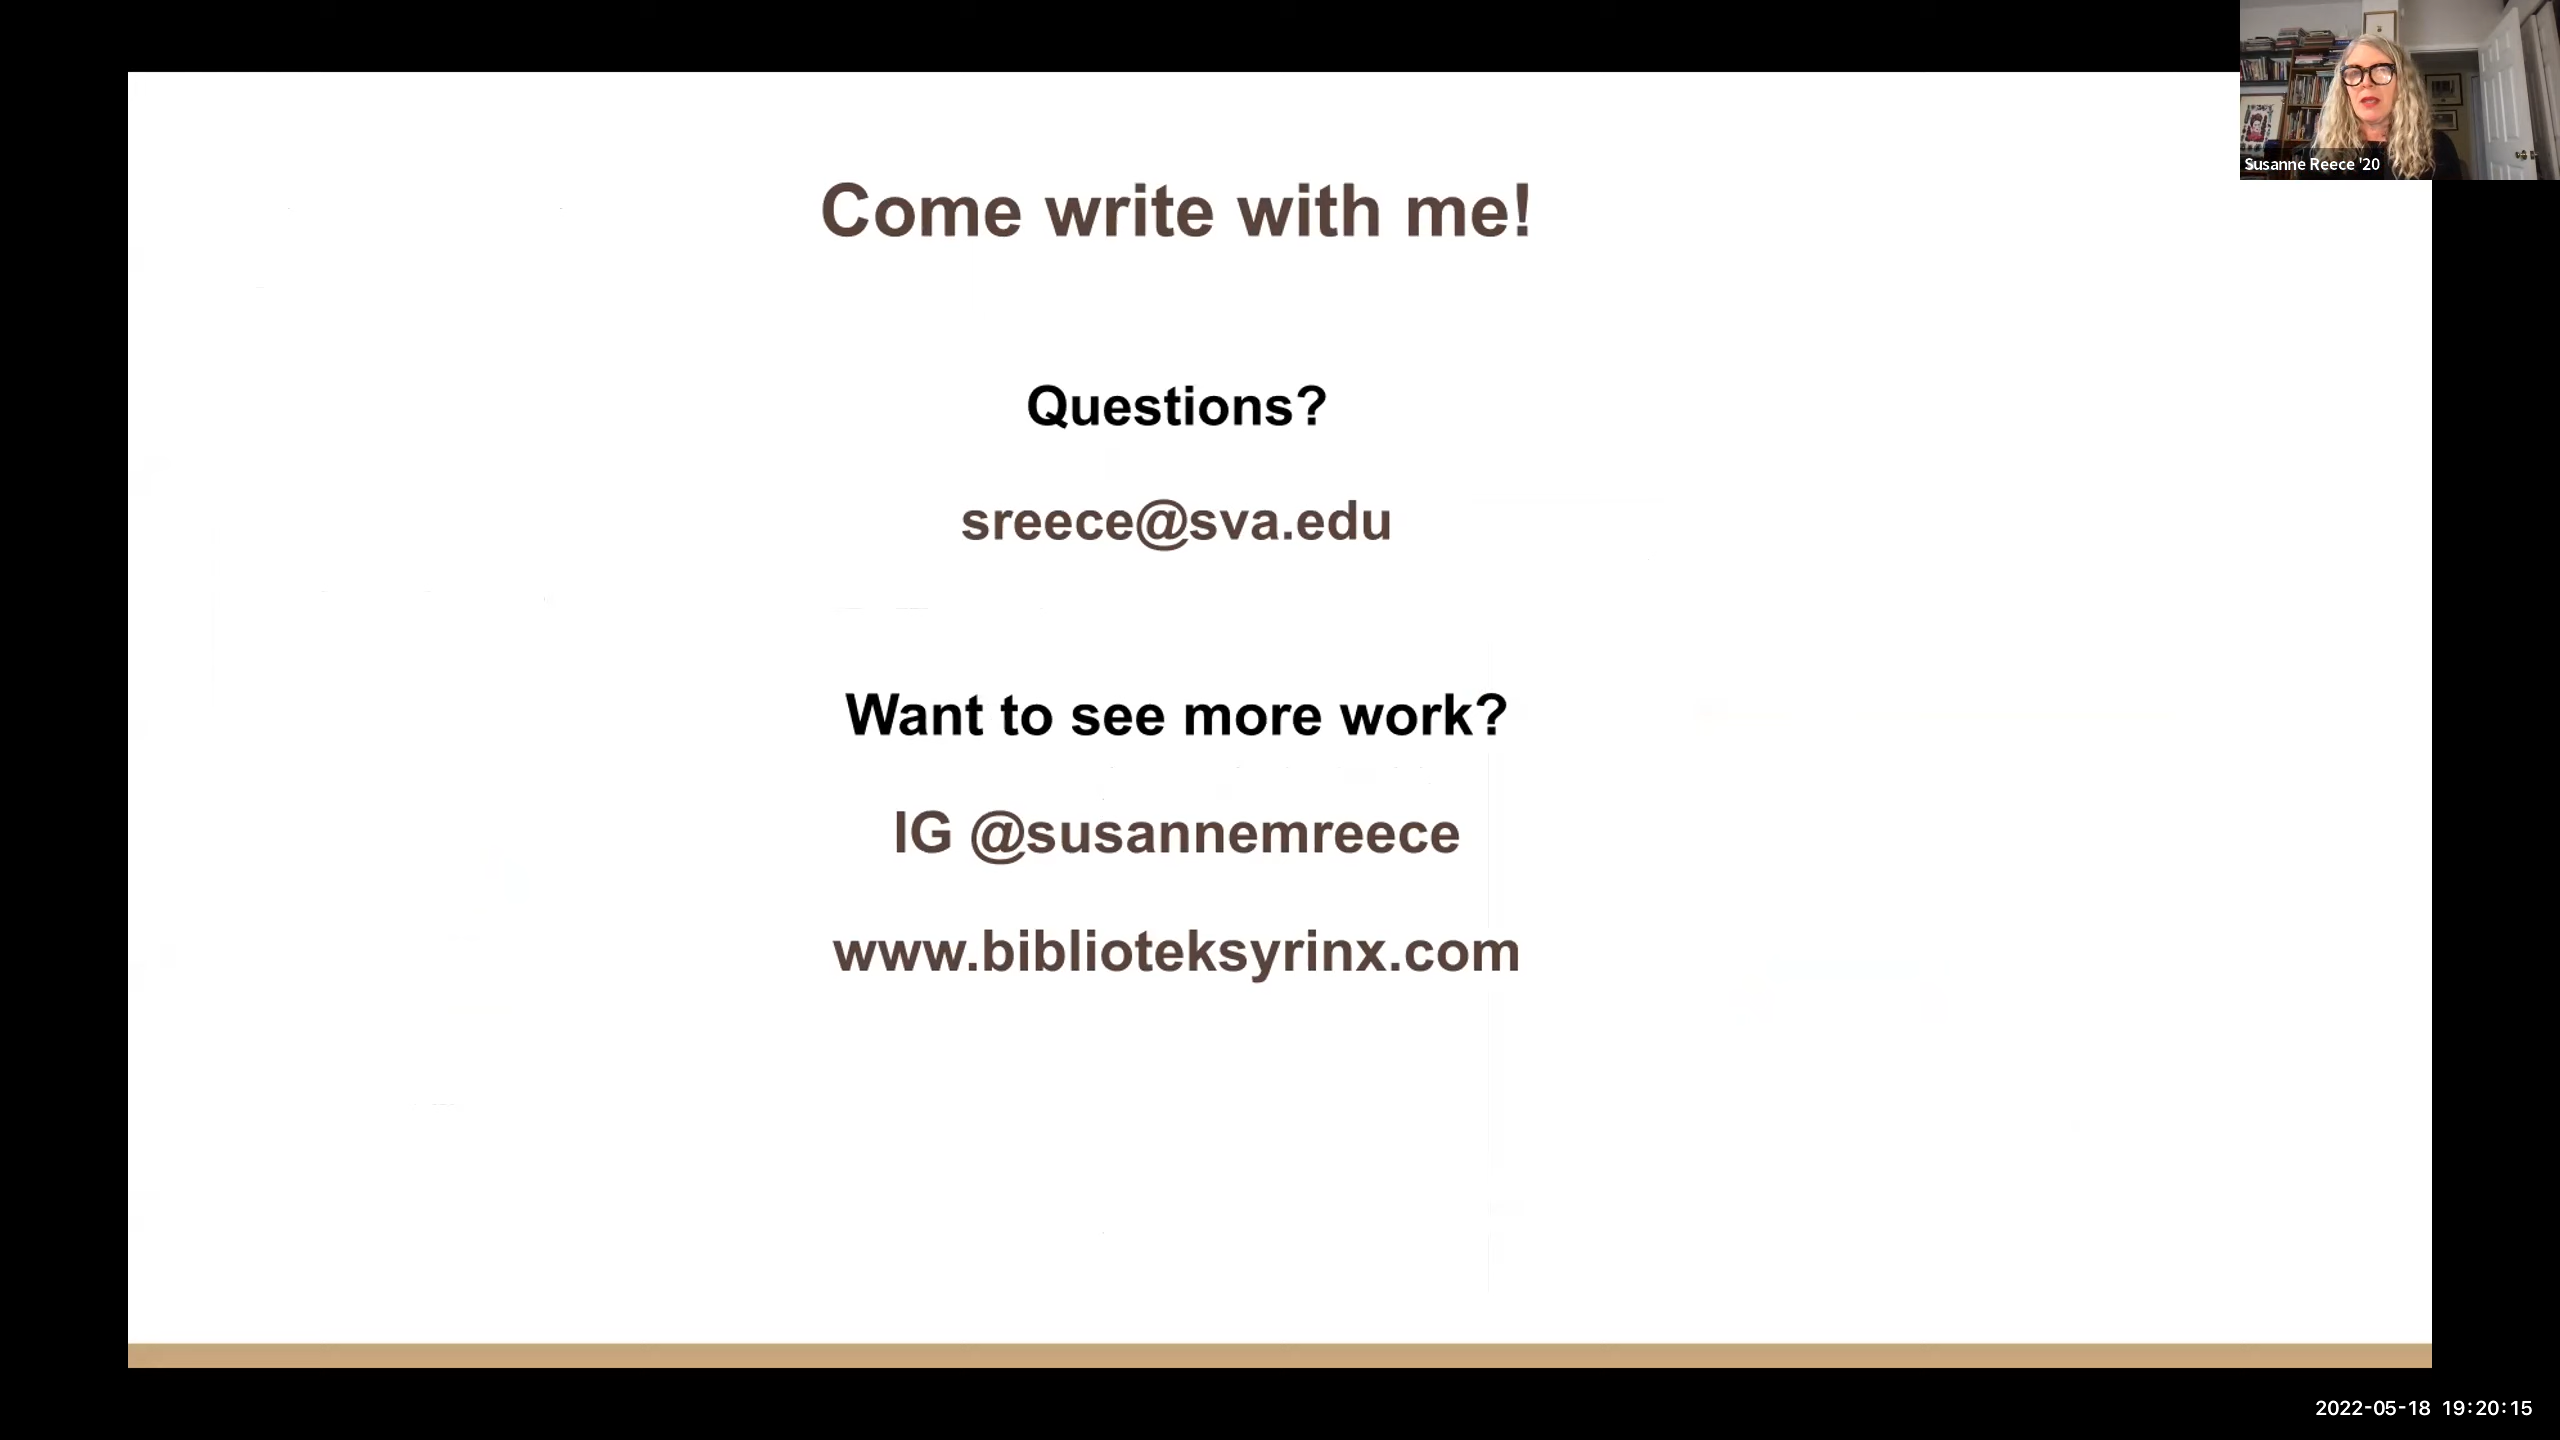 Susanne Reece '20
Come write with me!
Questions?
sreece@sva.edu
Want to see more work?
IG @susannemreece
www.biblioteksyrinx.com
2022-05-18 19:20:15